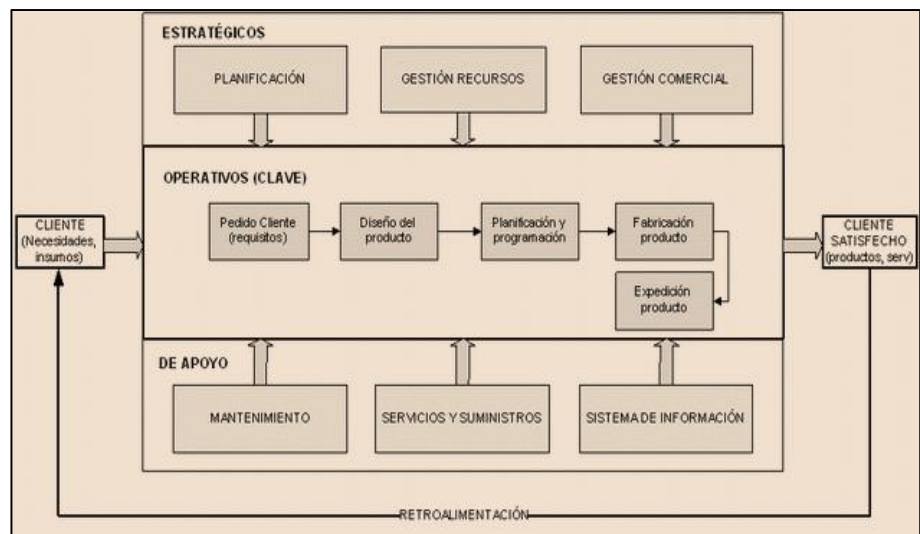 ESTRATÉGICOS
PLANIFICACIÓN
GESTIÓN RECURSOS
GESTIÓN COMERCIAL
OPERATIVOS (CLAVE)
CLIENTE
(Necesidades,
insumos)
Pedido Cliente
(requisitos)
Diseño del
producto
Planificación y
programación
Fabricación
producto
Expedición
producto
CLIENTE
SATISFECHO
(productos, serv)
DE APOYO
MANTENIMIENTO
SERVICIOS Y SUMINISTROS
SISTEMA DE INFORMACIÓN
RETROALIMENTACIÓN